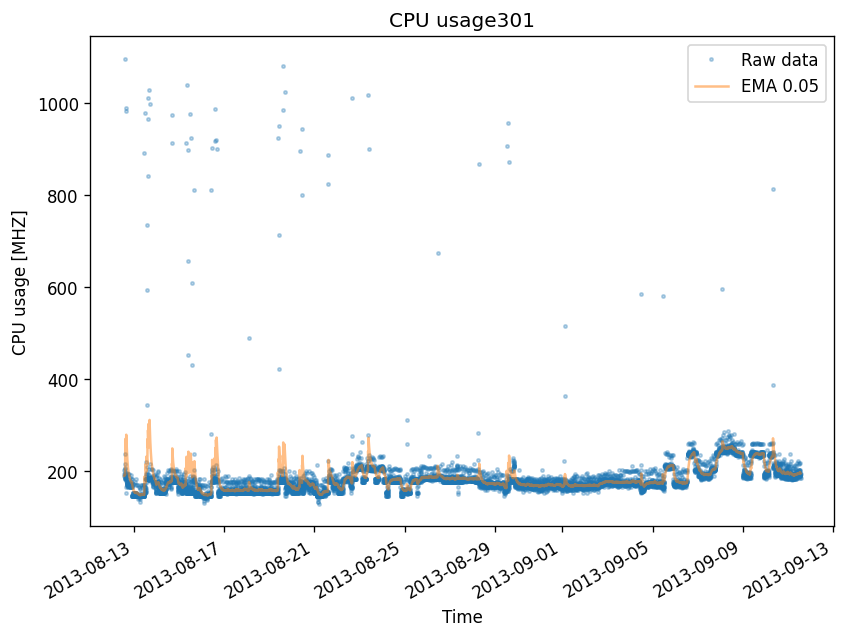 CPU usage301
Raw data
EMA 0.05
CPU usage [MHZ]
1000
800
600
400
200
2013-08-13
2013-08-17
2013-08-21
2013-08-25
2013-08-29
2013-09-01
2013-09-05
2013-09-09
2013-09-13
Time